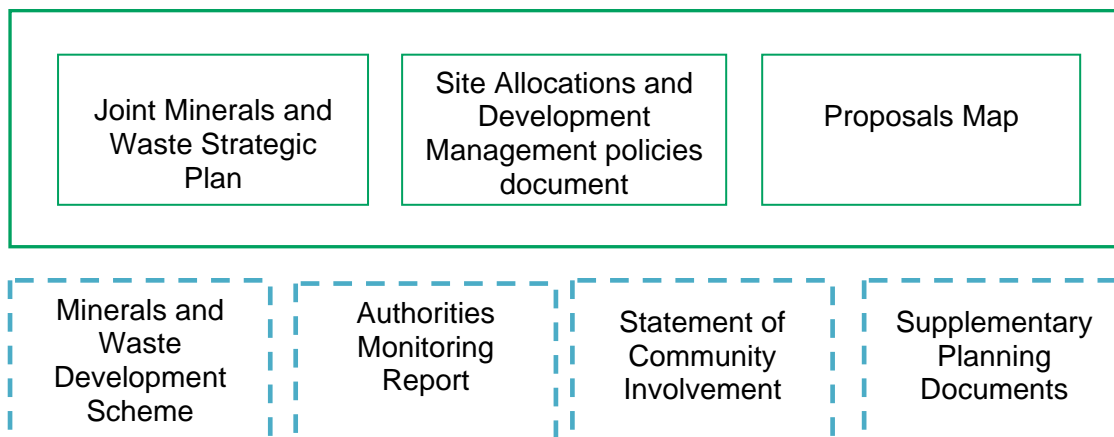 Joint Minerals and
Waste Strategic
Plan
Site Allocations and
Development
Management policies
document
Proposals Map
Minerals and
Waste
Development
Scheme
Authorities
Monitoring
Report
Statement of
Community
Involvement
Supplementary
Planning
Documents